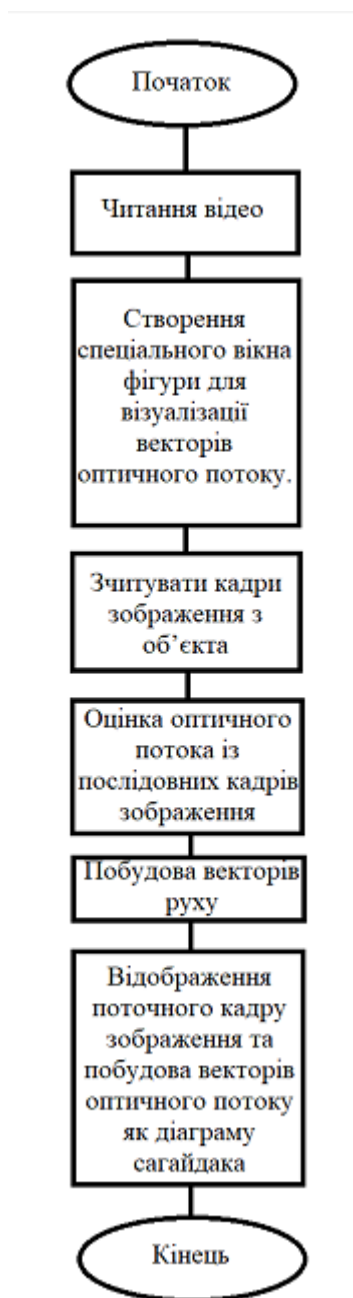 Початок
Читання відео
Створення
спеціального вікна
фігури для
візуалізації
векторів
оптичного потоку.
Зчитувати кадри
зображення з
об’єкта
Оцінка оптичного
потока із
послідовних кадрів
зображення
Побудова векторів
руху
Відображення
поточного кадру
зображення та
побудова векторів
оптичного потоку
як діаграму
сагайдака
Кінець